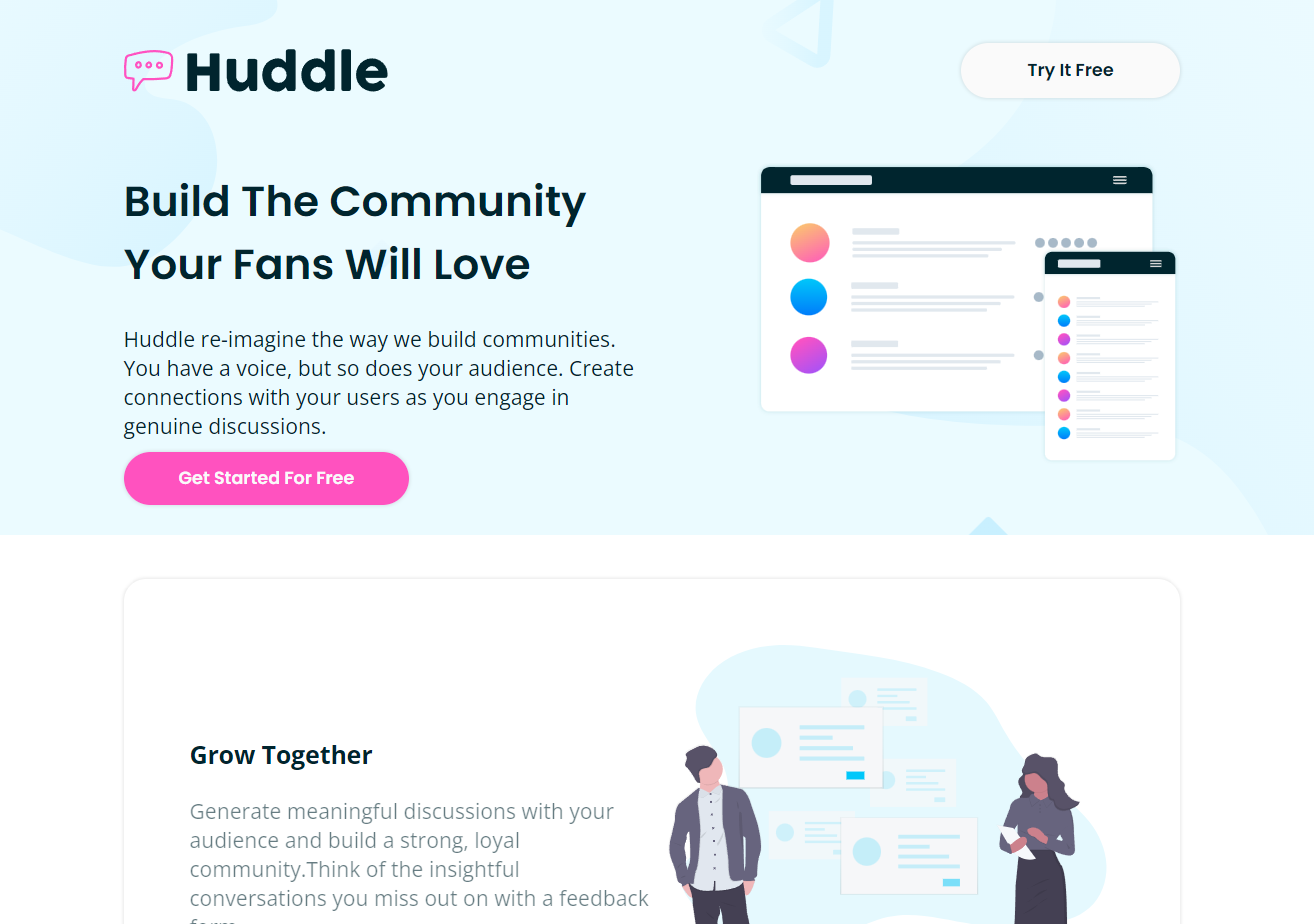 Huddle
Try It Free
Build The Community
Your Fans Will Love
Huddle re-imagine the way we build communities.
You have a voice, but so does your audience. Create
connections with your users as you engage in
genuine discussions.
Get Started For Free
Grow Together
Generate meaningful discussions with your
audience and build a strong, loyal
community.Think of the insightful
conversations you miss out on with a feedback